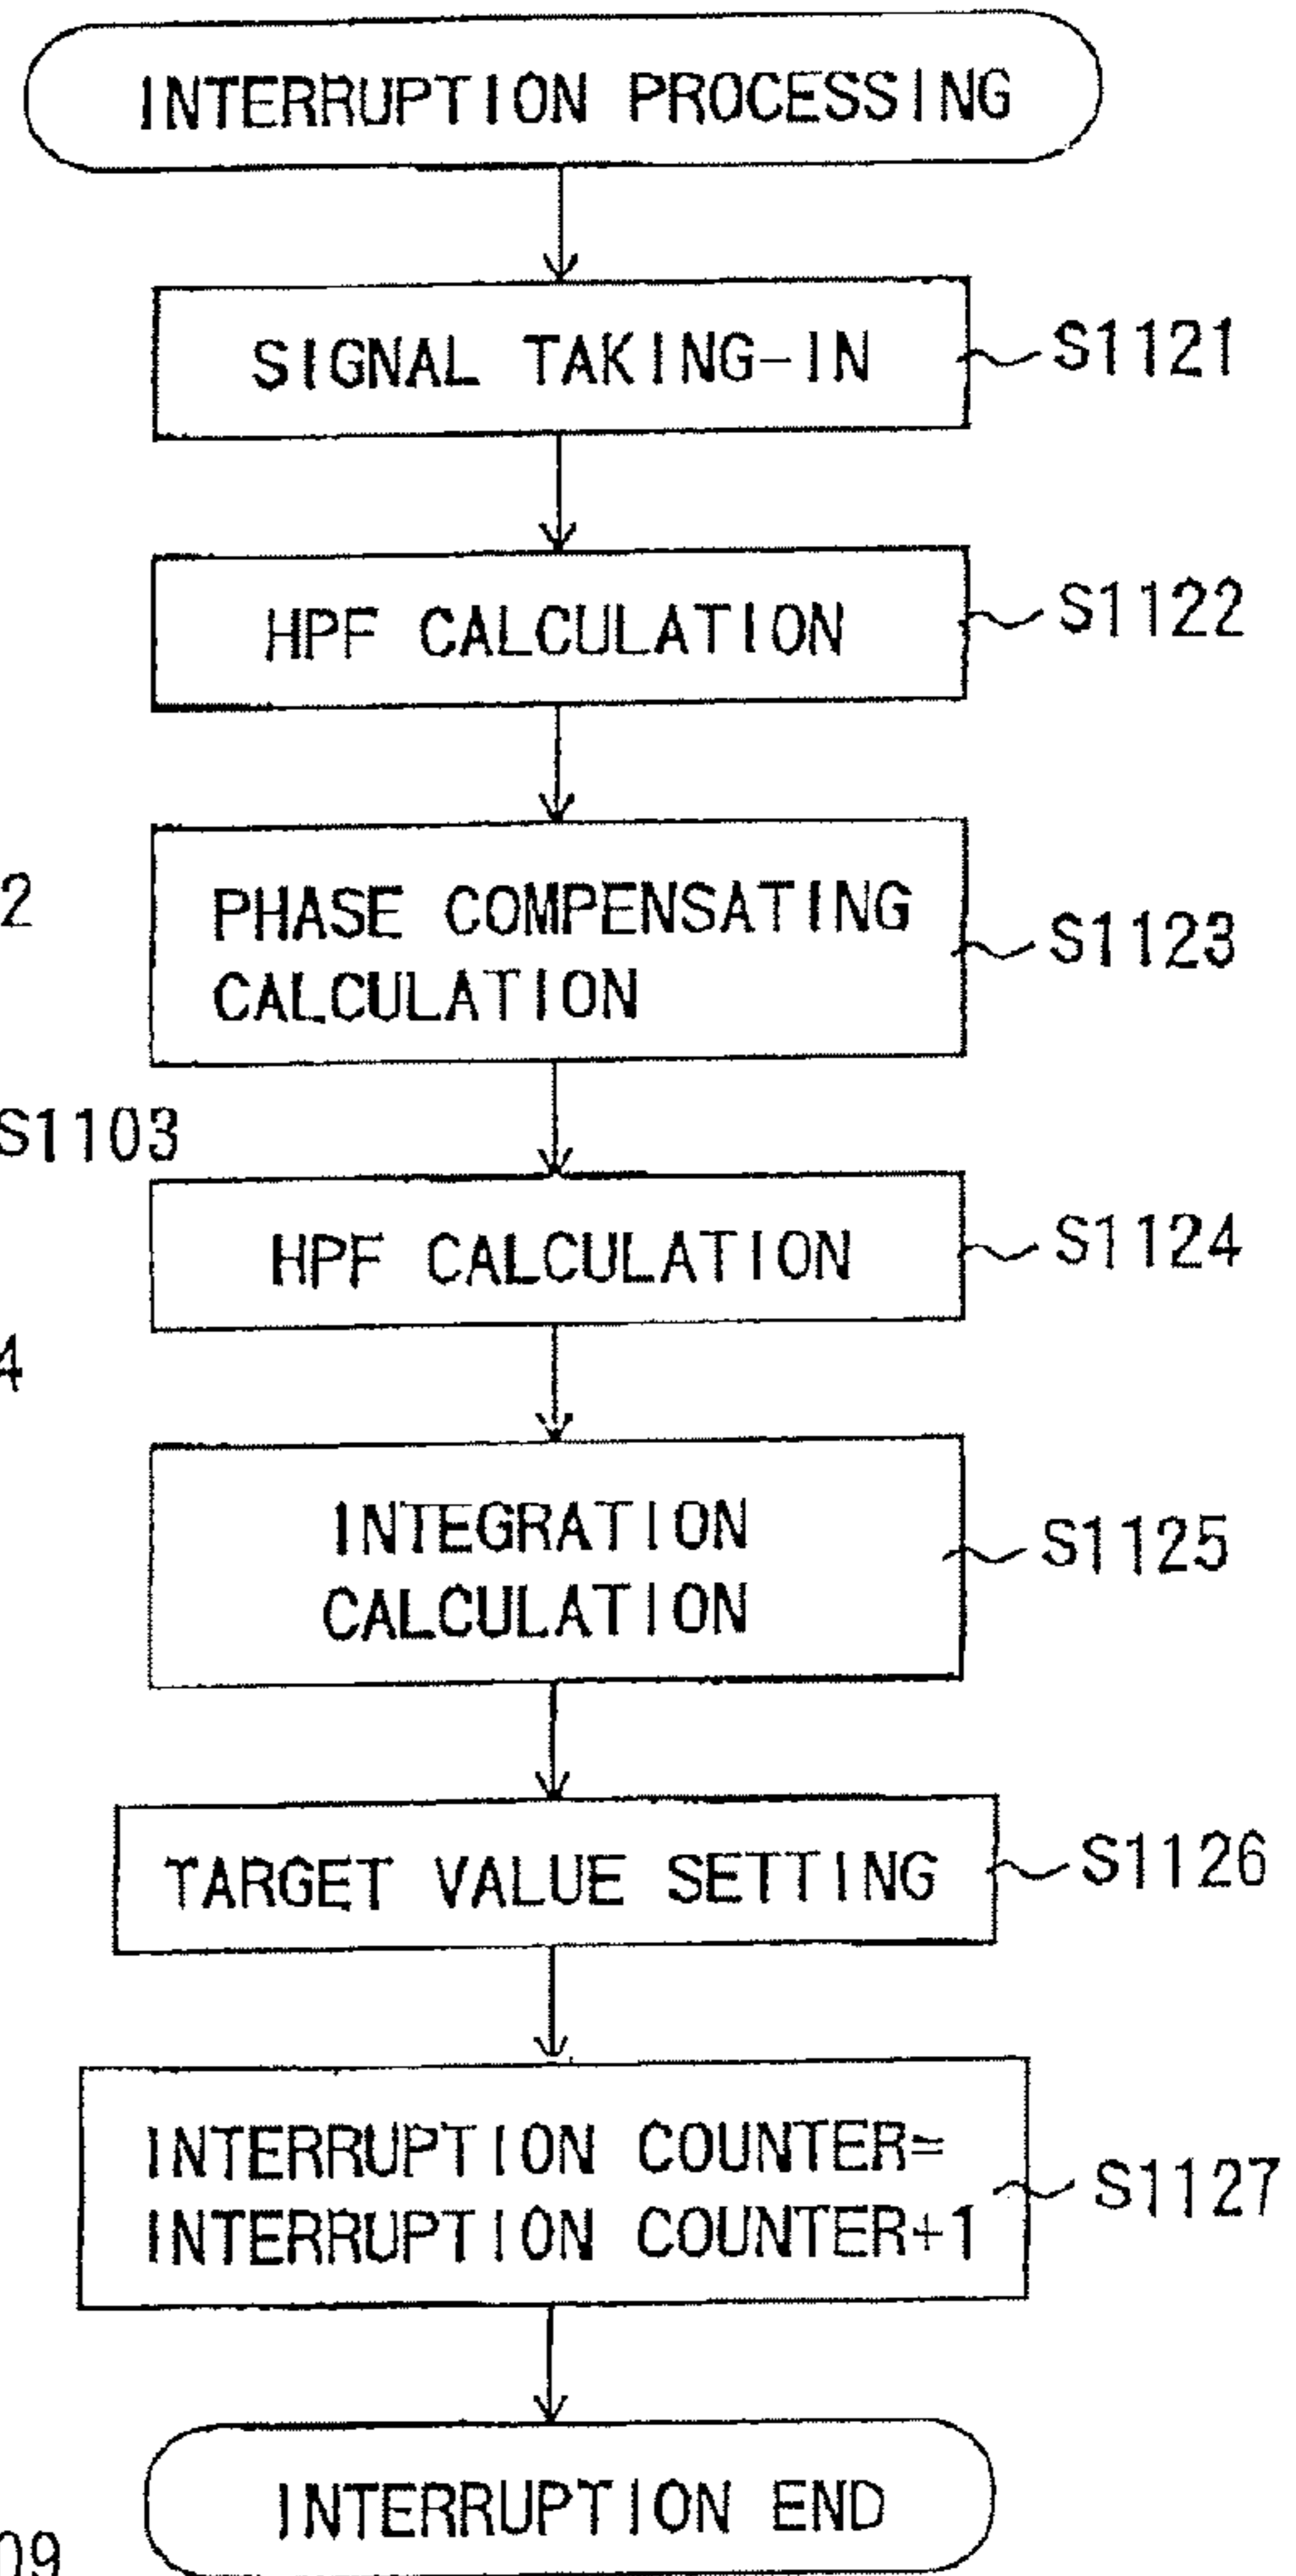 INTERRUPTION PROCESSING
SIGNAL TAKING-IN
S1121
HPF CALCULATION
S1122
PHASE COMPENSATING
CALCULATION
S1123
2
S1103
HPF CALCULATION
S1124
4
INTEGRATION
CALCULATION
S1125
TARGET VALUE SETTING
S1126
INTERRUPTION COUNTER=
INTERRUPTION COUNTER+1
S1127
INTERRUPTION END
09